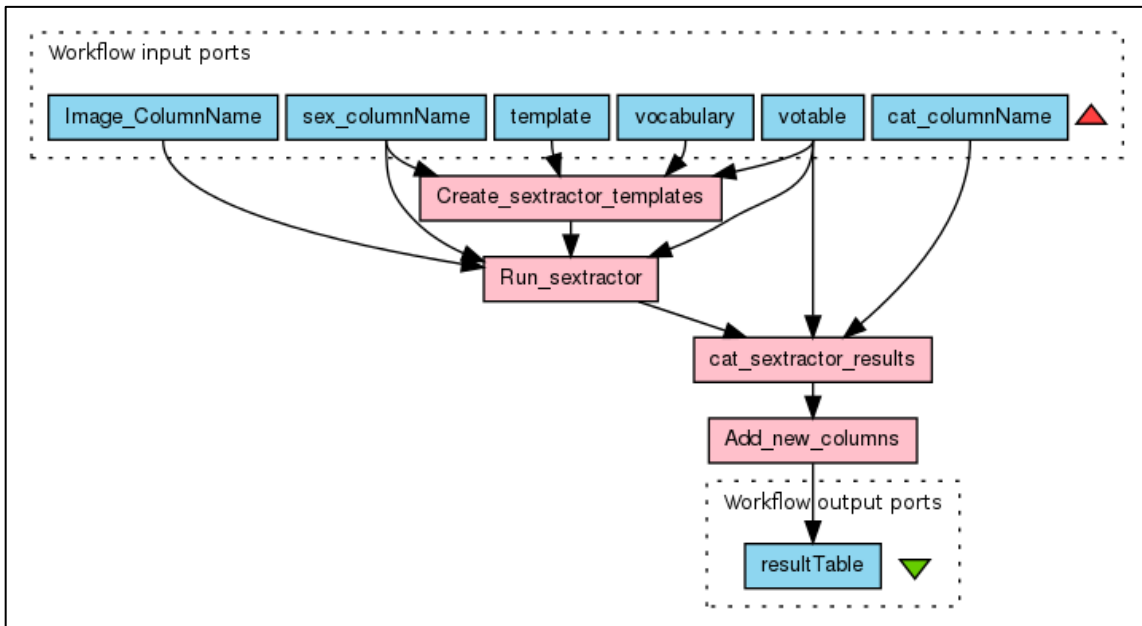 Workflow input ports
Image_ColumnName
sex_columnName
template
vocabulary
votable
cat_columnName
Create_sextractor_templates
Run_sextractor
cat_sextractor_results
Add_new_columns
Workflow output ports
resultTable